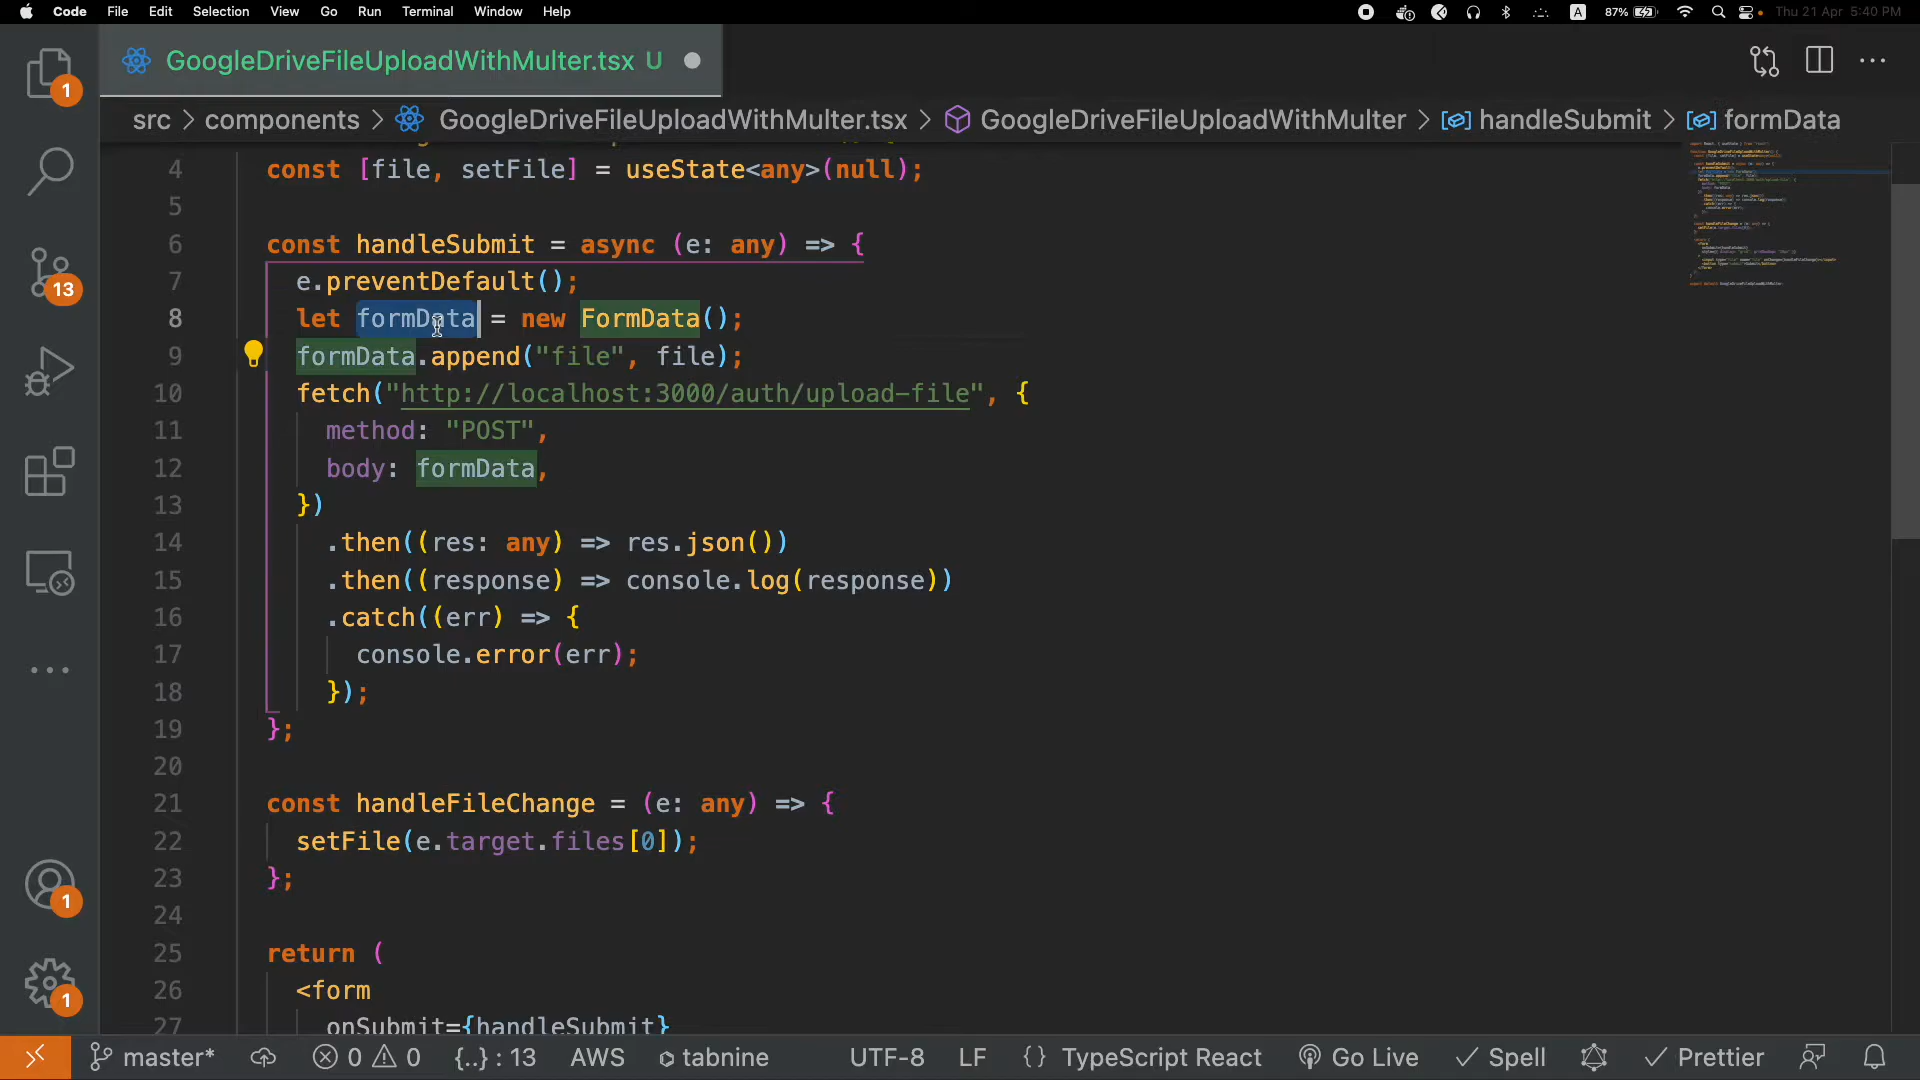 Code File Edit Selection View Go Run Terminal Window Help A 87% Thu 21 Apr 5:40 PM
GoogleDriveFileUploadWithMulter.tsx U
src > components > GoogleDriveFileUploadWithMulter.tsx > GoogleDriveFileUploadWithMulter > handleSubmit > formData
4 const [file, setFile] = useState<any>(null);
5
6 const handleSubmit = async (e: any) => {
7 e.preventDefault();
8 let formData = new FormData();
9 formData.append("file", file);
10 fetch("http://localhost:3000/auth/upload-file", {
11 method: "POST",
12 body: formData,
13 })
14 .then((res: any) => res.json())
15 .then((response) => console.log(response))
16 .catch((err) => {
17 console.error(err);
18 });
19 };
20
21 const handleFileChange = (e: any) => {
22 setFile(e.target.files[0]);
23 };
24
25 return (
26 <form
27 onSubmit={handleSubmit}
1
13
1
1
master* 0 0 {..} : 13 AWS tabnine UTF-8 LF {} TypeScript React Go Live Spell Prettier